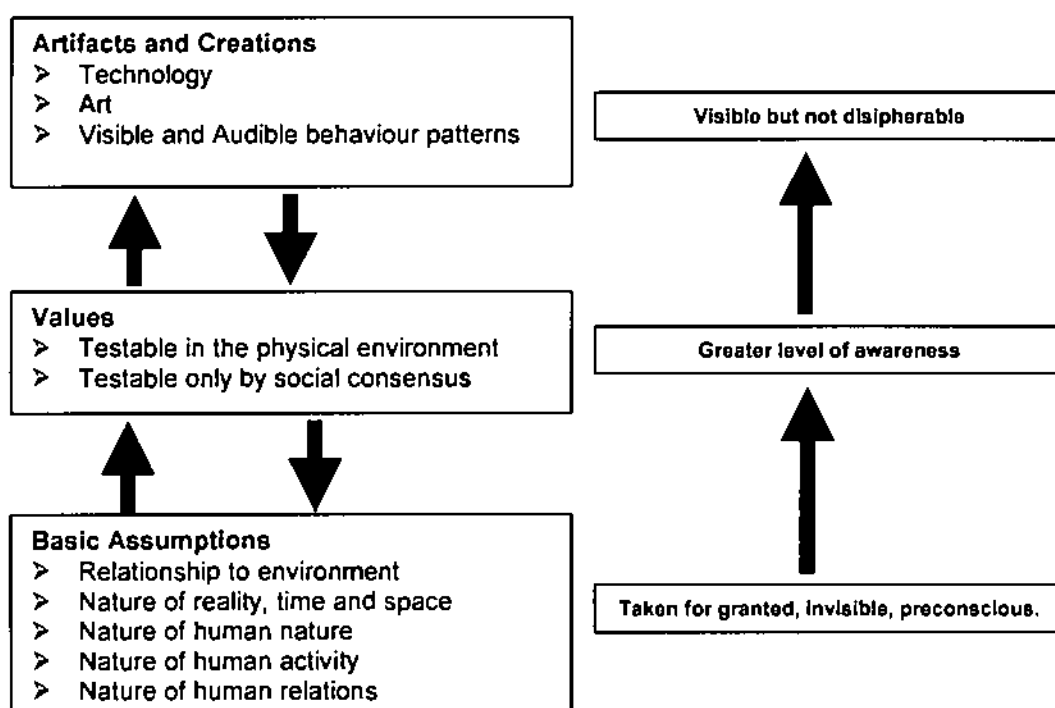 Artifacts and Creations
➢ Technology
➢ Art
➢ Visible and Audible behaviour patterns
Visible but not disipherable
Values
➢ Testable in the physical environment
➢ Testable only by social consensus
Greater level of awareness
Basic Assumptions
➢ Relationship to environment
➢ Nature of reality, time and space
➢ Nature of human nature
➢ Nature of human activity
➢ Nature of human relations
Taken for granted, invisible, preconscious.